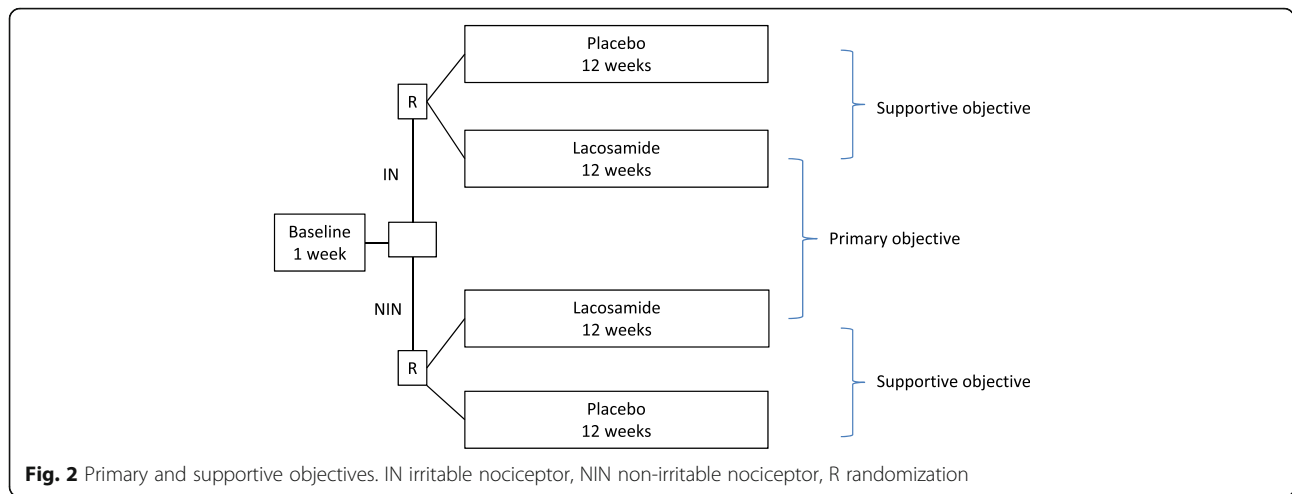 Placebo
12 weeks
R
Supportive objective
Lacosamide
12 weeks
IN
Baseline
1 week
Primary objective
NIN
Lacosamide
12 weeks
R
Supportive objective
Placebo
12 weeks
Fig. 2 Primary and supportive objectives. IN irritable nociceptor, NIN non-irritable nociceptor, R randomization